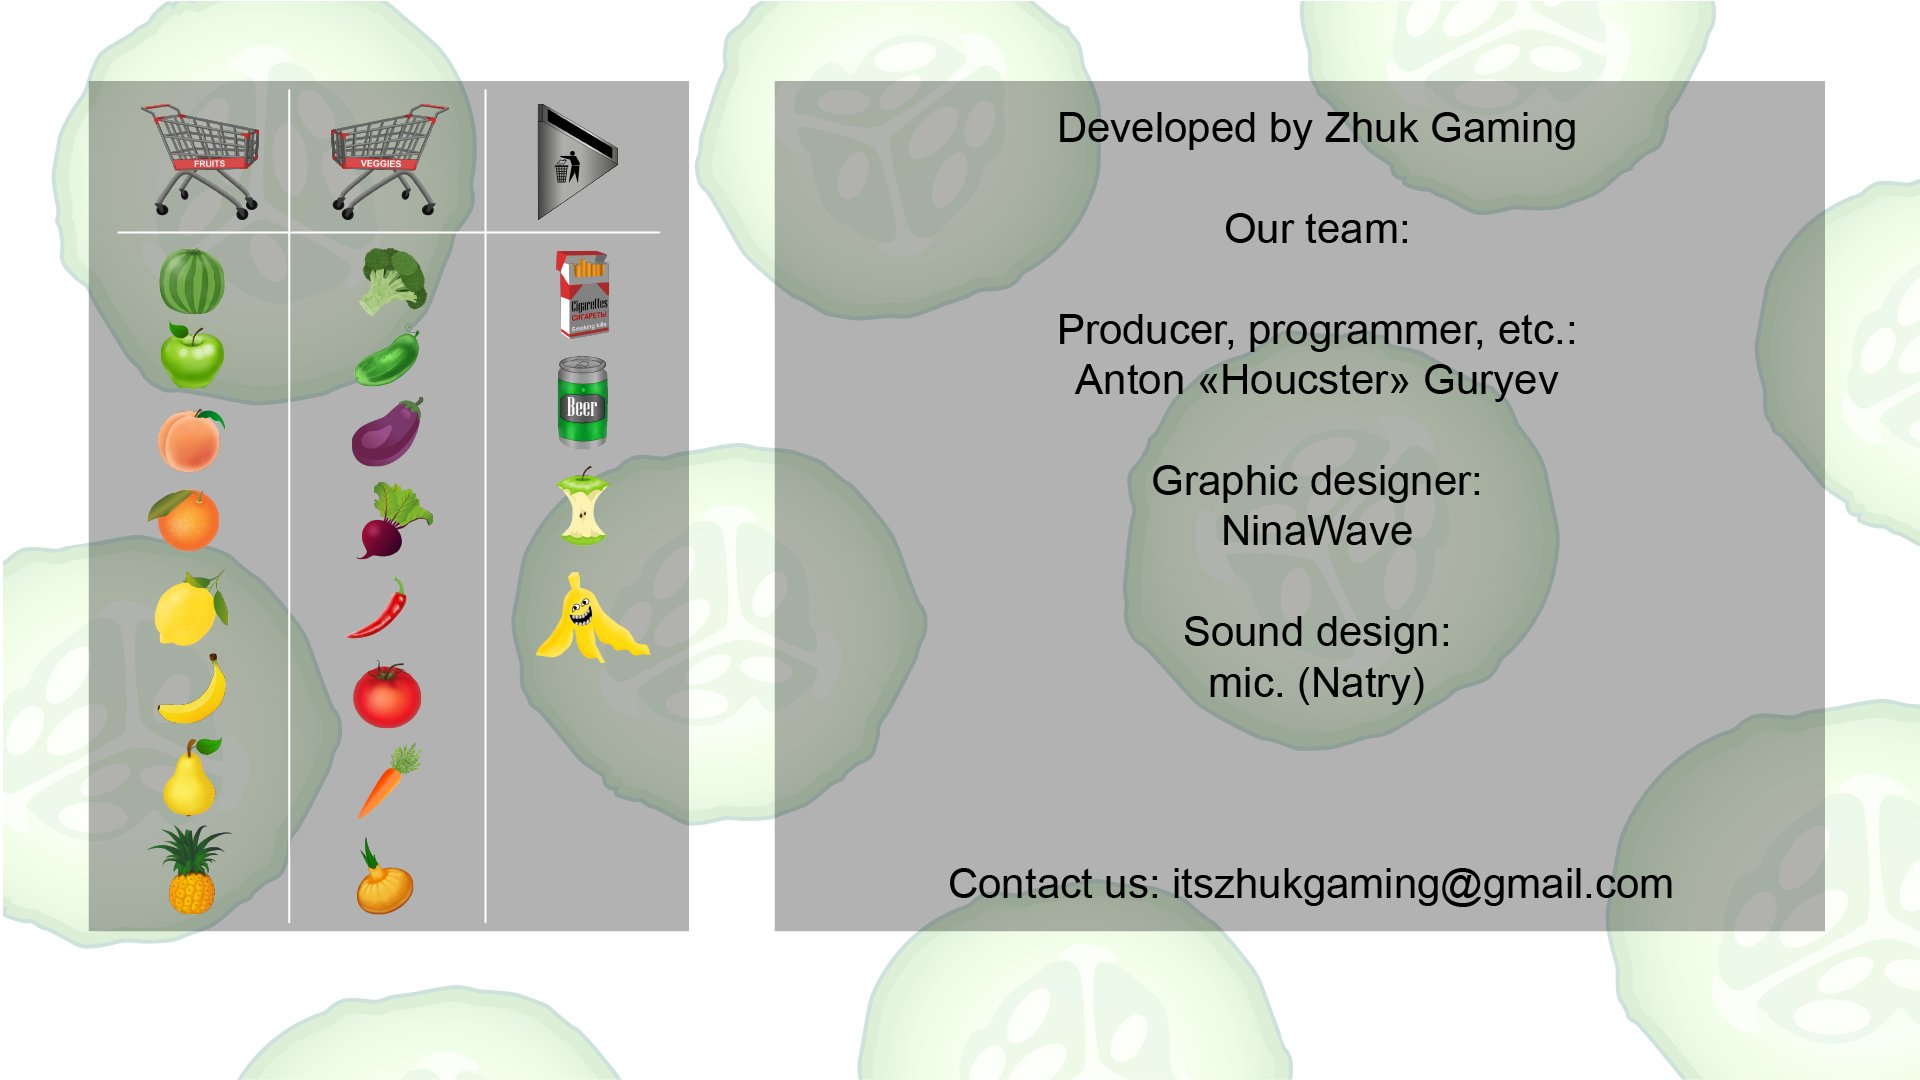 FRUITS
VEGGIES
Cigarettes
СИГАРЕТЫ
Smoking kills
Beer
Developed by Zhuk Gaming
Our team:
Producer, programmer, etc.:
Anton «Houcster» Guryev
Graphic designer:
NinaWave
Sound design:
mic. (Natry)
Contact us: itszhukgaming@gmail.com